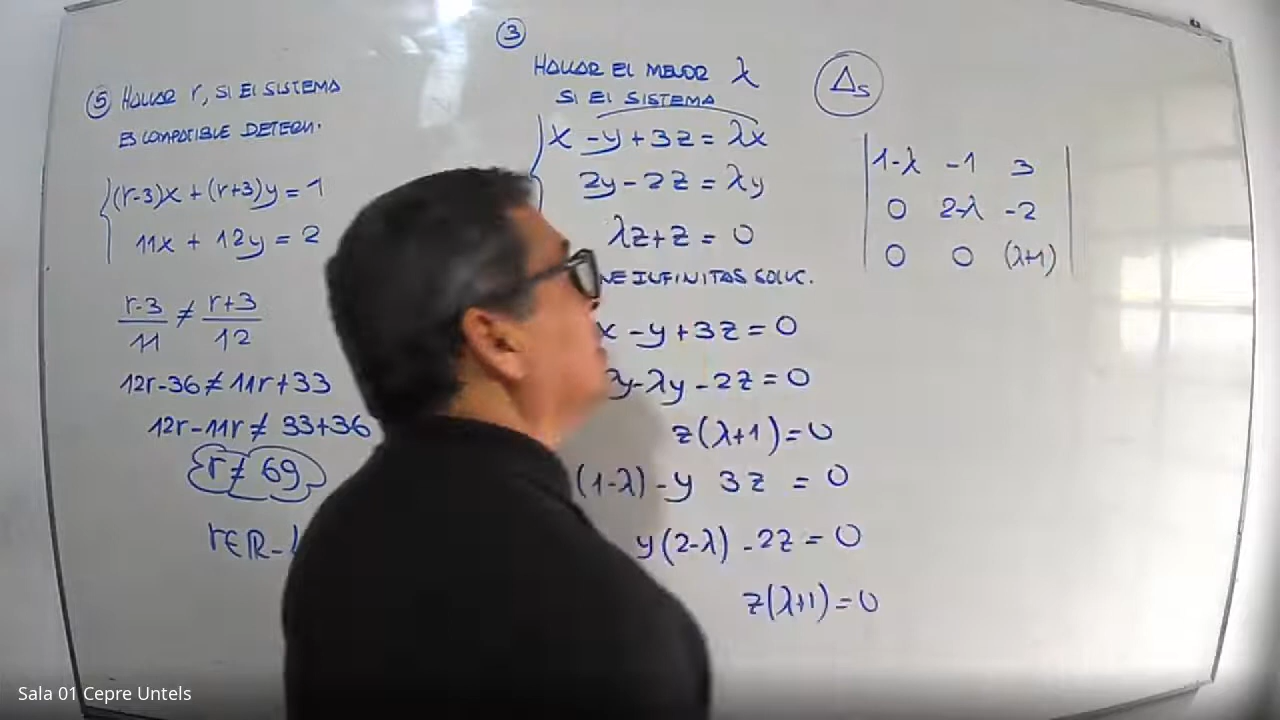 ⑤ HALLAR r, SI EL SISTEMA
ES COMPATIBLE DETERM.
(r-3)x + (r+3)y = 1
11x + 12y = 2
r-3/11 ≠ r+3/12
12r-36 ≠ 11r+33
12r-11r ≠ 33+36
r ≠ 69
r∈R-
③
HALLAR EL MENOR λ
SI EL SISTEMA
x - y + 3z = λx
2y - 2z = λy
λz + z = 0
NE INFINITAS SOLUC.
x - y + 3z = 0
y - λy - 2z = 0
z(λ+1) = 0
(1-λ) - y 3z = 0
y(2-λ) - 2z = 0
z(λ+1) = 0
Δs
1-λ -1 3
0 2-λ -2
0 0 (λ+1)
Sala 01 Cepre Untels